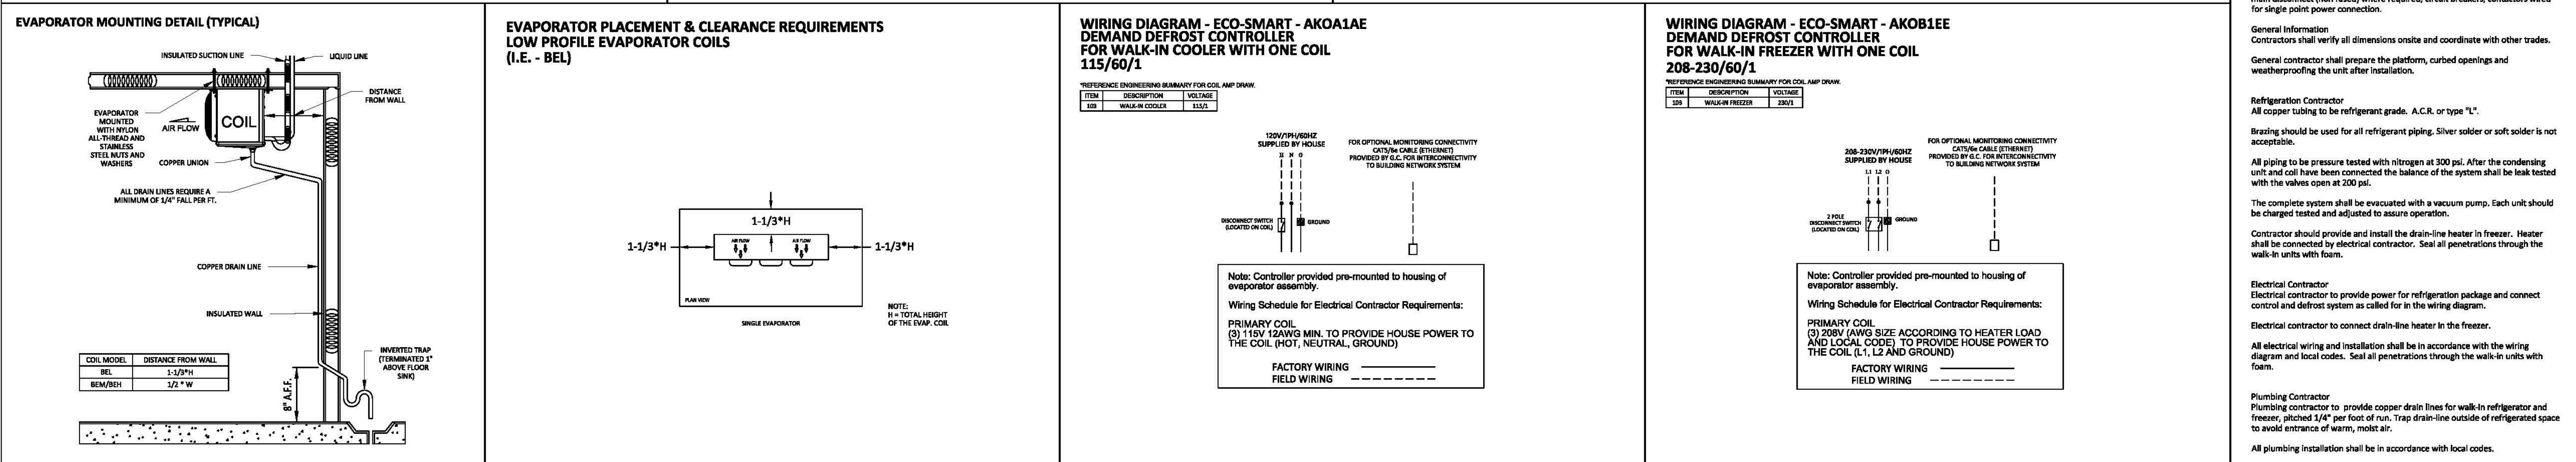 EVAPORATOR MOUNTING DETAIL (TYPICAL)
INSULATED SUCTION LINE
LIQUID LINE
DISTANCE
FROM WALL
EVAPORATOR
MOUNTED
WITH NYLON
ALL-THREAD AND
STAINLESS
STEEL NUTS AND
WASHERS
AIR FLOW
COIL
COPPER UNION
ALL DRAIN LINES REQUIRE A
MINIMUM OF 1/4" FALL PER FT.
COPPER DRAIN LINE
INSULATED WALL
COIL MODEL DISTANCE FROM WALL
BEL 1-1/3*H
BEM/BEH 1/2 * W
8" A.F.F.
INVERTED TRAP
(TERMINATED 1"
ABOVE FLOOR
SINK)
EVAPORATOR PLACEMENT & CLEARANCE REQUIREMENTS
LOW PROFILE EVAPORATOR COILS
(I.E. - BEL)
1-1/3*H
1-1/3*H
1-1/3*H
AIR FLOW
AIR FLOW
PLAN VIEW
SINGLE EVAPORATOR
NOTE:
H = TOTAL HEIGHT
OF THE EVAP. COIL
WIRING DIAGRAM - ECO-SMART - AKOA1AE
DEMAND DEFROST CONTROLLER
FOR WALK-IN COOLER WITH ONE COIL
115/60/1
*REFERENCE ENGINEERING SUMMARY FOR COIL AMP DRAW.
ITEM DESCRIPTION VOLTAGE
103 WALK-IN COOLER 115/1
120V/1PH/60HZ
SUPPLIED BY HOUSE
H N G
FOR OPTIONAL MONITORING CONNECTIVITY
CAT5/6e CABLE (ETHERNET)
PROVIDED BY G.C. FOR INTERCONNECTIVITY
TO BUILDING NETWORK SYSTEM
DISCONNECT SWITCH
(LOCATED ON COIL)
GROUND
Note: Controller provided pre-mounted to housing of
evaporator assembly.
Wiring Schedule for Electrical Contractor Requirements:
PRIMARY COIL
(3) 115V 12AWG MIN. TO PROVIDE HOUSE POWER TO
THE COIL (HOT, NEUTRAL, GROUND)
FACTORY WIRING
FIELD WIRING
WIRING DIAGRAM - ECO-SMART - AKOB1EE
DEMAND DEFROST CONTROLLER
FOR WALK-IN FREEZER WITH ONE COIL
208-230/60/1
*REFERENCE ENGINEERING SUMMARY FOR COIL AMP DRAW.
ITEM DESCRIPTION VOLTAGE
105 WALK-IN FREEZER 230/1
208-230V/1PH/60HZ
SUPPLIED BY HOUSE
L1 L2 G
FOR OPTIONAL MONITORING CONNECTIVITY
CAT5/6e CABLE (ETHERNET)
PROVIDED BY G.C. FOR INTERCONNECTIVITY
TO BUILDING NETWORK SYSTEM
2 POLE
DISCONNECT SWITCH
(LOCATED ON COIL)
GROUND
Note: Controller provided pre-mounted to housing of
evaporator assembly.
Wiring Schedule for Electrical Contractor Requirements:
PRIMARY COIL
(3) 208V (AWG SIZE ACCORDING TO HEATER LOAD
AND LOCAL CODE) TO PROVIDE HOUSE POWER TO
THE COIL (L1, L2 AND GROUND)
FACTORY WIRING
FIELD WIRING
main disconnect (non fused) where required, circuit breakers, contactors wired
for single point power connection.
General Information
Contractors shall verify all dimensions onsite and coordinate with other trades.
General contractor shall prepare the platform, curbed openings and
weatherproofing the unit after installation.
Refrigeration Contractor
All copper tubing to be refrigerant grade. A.C.R. or type "L".
Brazing should be used for all refrigerant piping. Silver solder or soft solder is not
acceptable.
All piping to be pressure tested with nitrogen at 300 psi. After the condensing
unit and coil have been connected the balance of the system shall be leak tested
with the valves open at 200 psi.
The complete system shall be evacuated with a vacuum pump. Each unit should
be charged tested and adjusted to assure operation.
Contractor should provide and install the drain-line heater in freezer. Heater
shall be connected by electrical contractor. Seal all penetrations through the
walk-in units with foam.
Electrical Contractor
Electrical contractor to provide power for refrigeration package and connect
control and defrost system as called for in the wiring diagram.
Electrical contractor to connect drain-line heater in the freezer.
All electrical wiring and installation shall be in accordance with the wiring
diagram and local codes. Seal all penetrations through the walk-in units with
foam.
Plumbing Contractor
Plumbing contractor to provide copper drain lines for walk-in refrigerator and
freezer, pitched 1/4" per foot of run. Trap drain-line outside of refrigerated space
to avoid entrance of warm, moist air.
All plumbing installation shall be in accordance with local codes.